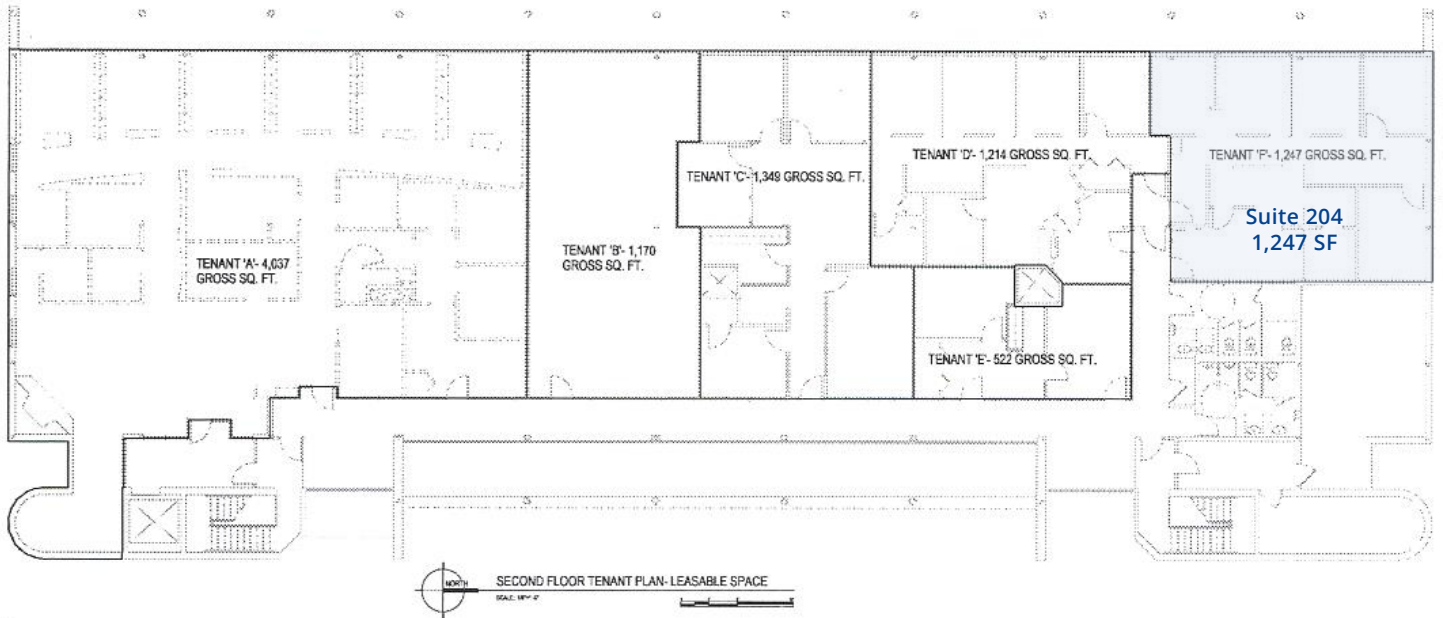 TENANT 'A'- 4,037
GROSS SQ. FT.
TENANT 'B'- 1,170
GROSS SQ. FT.
TENANT 'C'- 1,349 GROSS SQ. FT.
TENANT 'D'- 1,214 GROSS SQ. FT.
TENANT 'E'- 522 GROSS SQ. FT.
TENANT 'F'- 1,247 GROSS SQ. FT.
Suite 204
1,247 SF
NORTH
SECOND FLOOR TENANT PLAN- LEASABLE SPACE
SCALE: